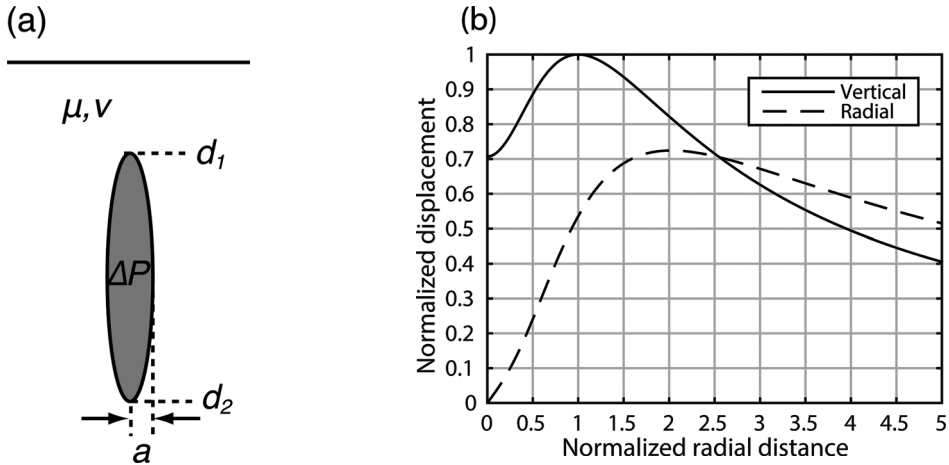 (a)
μ,ν
d₁
ΔP
d₂
a
(b)
Normalized displacement
1
0.9
0.8
0.7
0.6
0.5
0.4
0.3
0.2
0.1
0
Vertical
Radial
0 0.5 1 1.5 2 2.5 3 3.5 4 4.5 5
Normalized radial distance